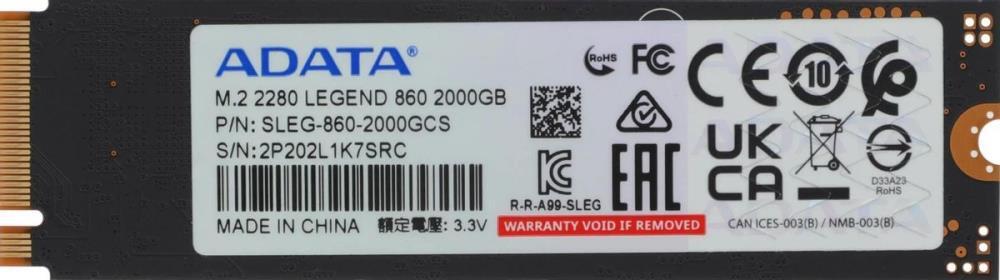 ADATA®
M.2 2280 LEGEND 860 2000GB
P/N: SLEG-860-2000GCS
S/N:2P202L1K7SRC
MADE IN CHINA 額定電壓: 3.3V
RoHS FC CE 10
UK CA EAC
D33A23
RoHS
R-R-A99-SLEG
WARRANTY VOID IF REMOVED
CAN ICES-003(B) / NMB-003(B)